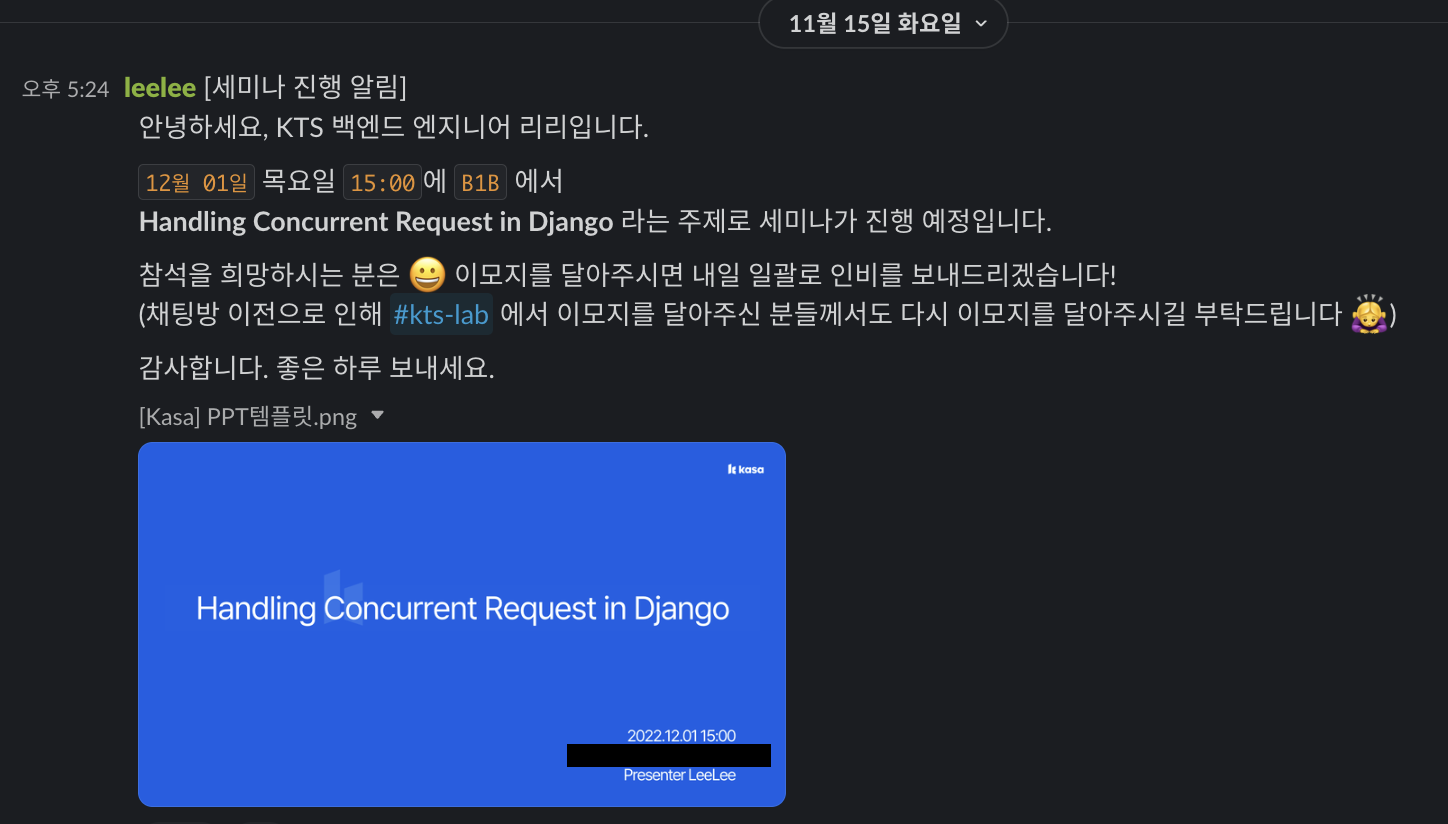 11월 15일 화요일
오후 5:24 leelee [세미나 진행 알림]
안녕하세요, KTS 백엔드 엔지니어 리리입니다.
12월 01일 목요일 15:00에 B1B 에서
Handling Concurrent Request in Django 라는 주제로 세미나가 진행 예정입니다.
참석을 희망하시는 분은 😀 이모지를 달아주시면 내일 일괄로 인비를 보내드리겠습니다!
(채팅방 이전으로 인해 #kts-lab 에서 이모지를 달아주신 분들께서도 다시 이모지를 달아주시길 부탁드립니다 🙇‍♀️)
감사합니다. 좋은 하루 보내세요.
[Kasa] PPT템플릿.png
kasa
Handling Concurrent Request in Django
2022.12.01 15:00
Presenter LeeLee